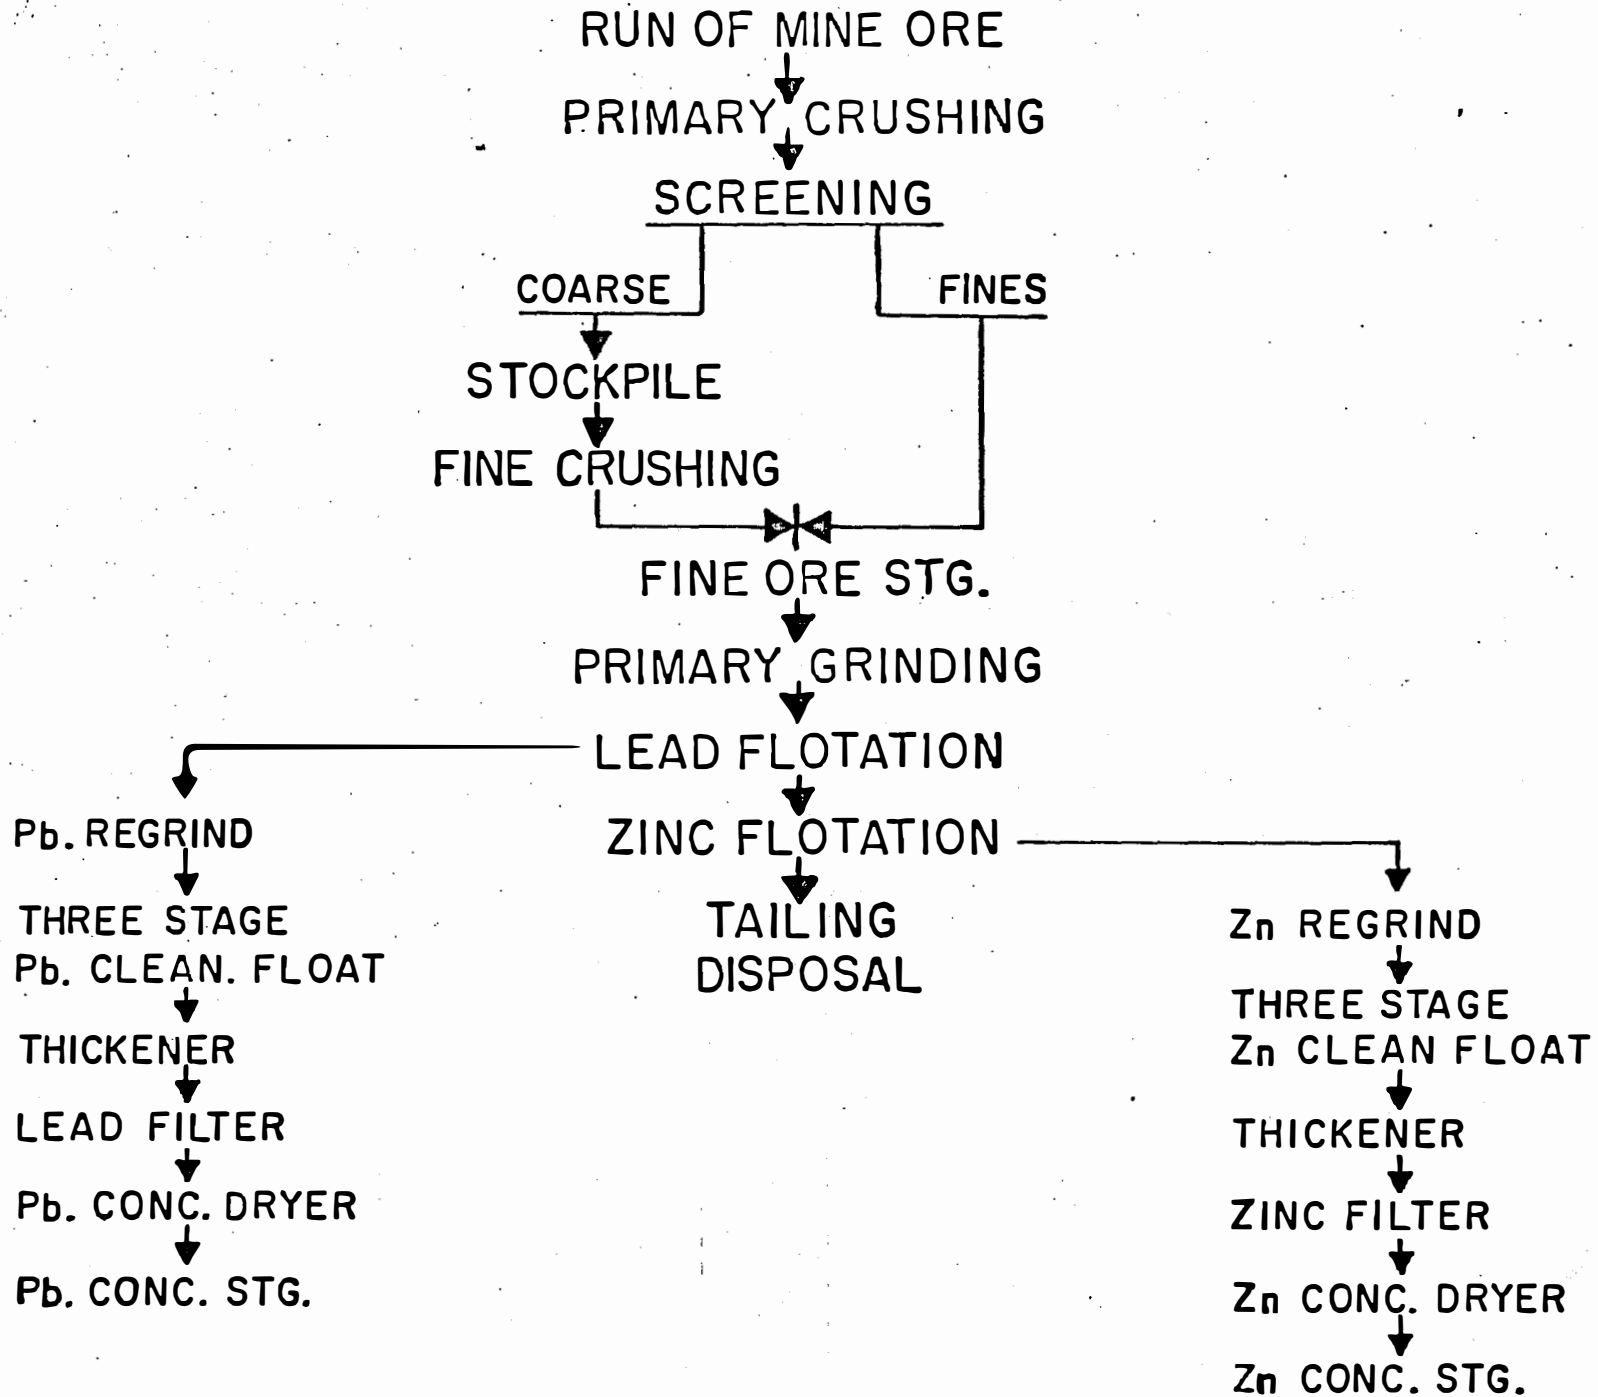 RUN OF MINE ORE
PRIMARY CRUSHING
SCREENING
COARSE
FINES
STOCKPILE
FINE CRUSHING
FINE ORE STG.
PRIMARY GRINDING
LEAD FLOTATION
ZINC FLOTATION
TAILING
DISPOSAL
Pb. REGRIND
THREE STAGE
Pb. CLEAN. FLOAT
THICKENER
LEAD FILTER
Pb. CONC. DRYER
Pb. CONC. STG.
Zn REGRIND
THREE STAGE
Zn CLEAN FLOAT
THICKENER
ZINC FILTER
Zn CONC. DRYER
Zn CONC. STG.